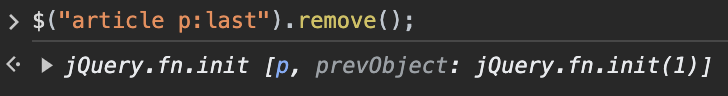 > $("article p:last").remove();
<· ▶ jQuery.fn.init [p, prevObject: jQuery.fn.init(1)]